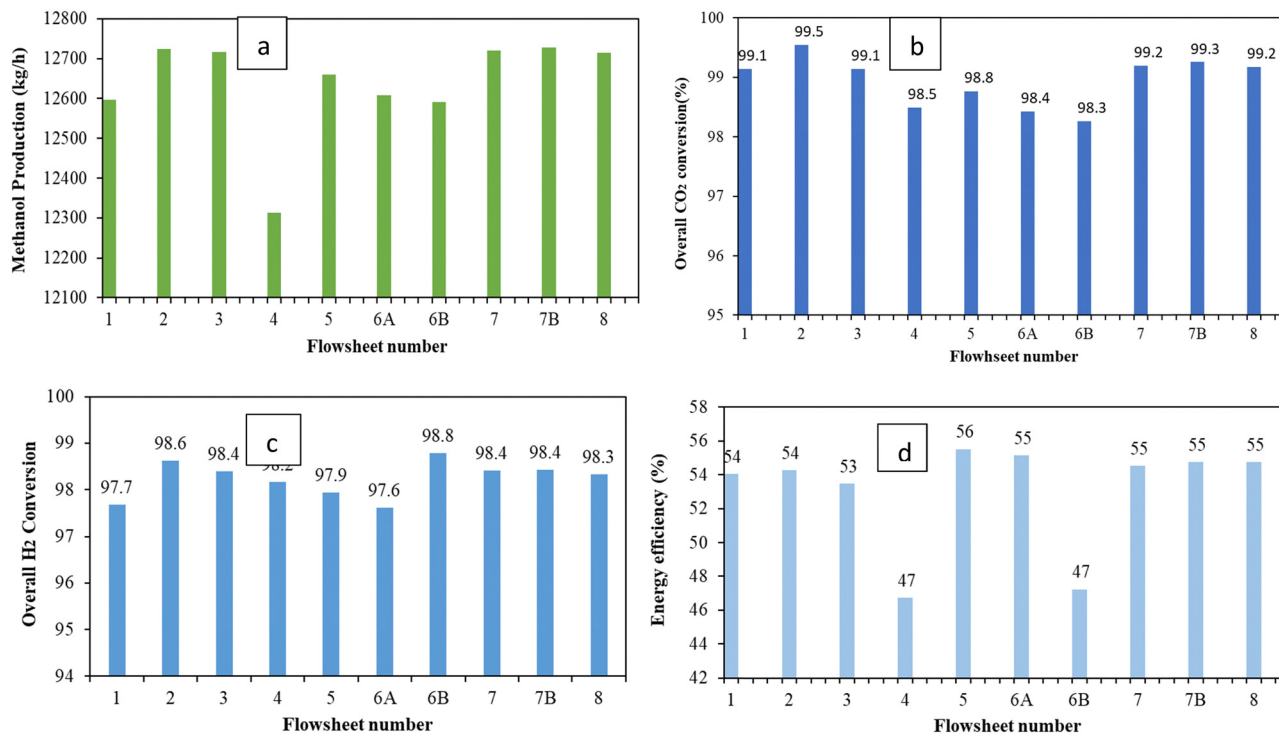 a
Methanol Production (kg/h)
12800
12700
12600
12500
12400
12300
12200
12100
1 2 3 4 5 6A 6B 7 7B 8
Flowsheet number
b
Overall CO2 conversion(%)
100
99
98
97
96
95
99.1 99.5 99.1 98.5 98.8 98.4 98.3 99.2 99.3 99.2
1 2 3 4 5 6A 6B 7 7B 8
Flowhseet number
c
Overall H2 Conversion
100
99
98
97
96
95
94
97.7 98.6 98.4 98.2 97.9 97.6 98.8 98.4 98.4 98.3
1 2 3 4 5 6A 6B 7 7B 8
Flowsheet number
d
Energy efficiency (%)
58
56
54
52
50
48
46
44
42
54 54 53 47 56 55 47 55 55 55
1 2 3 4 5 6A 6B 7 7B 8
Flowsheet number